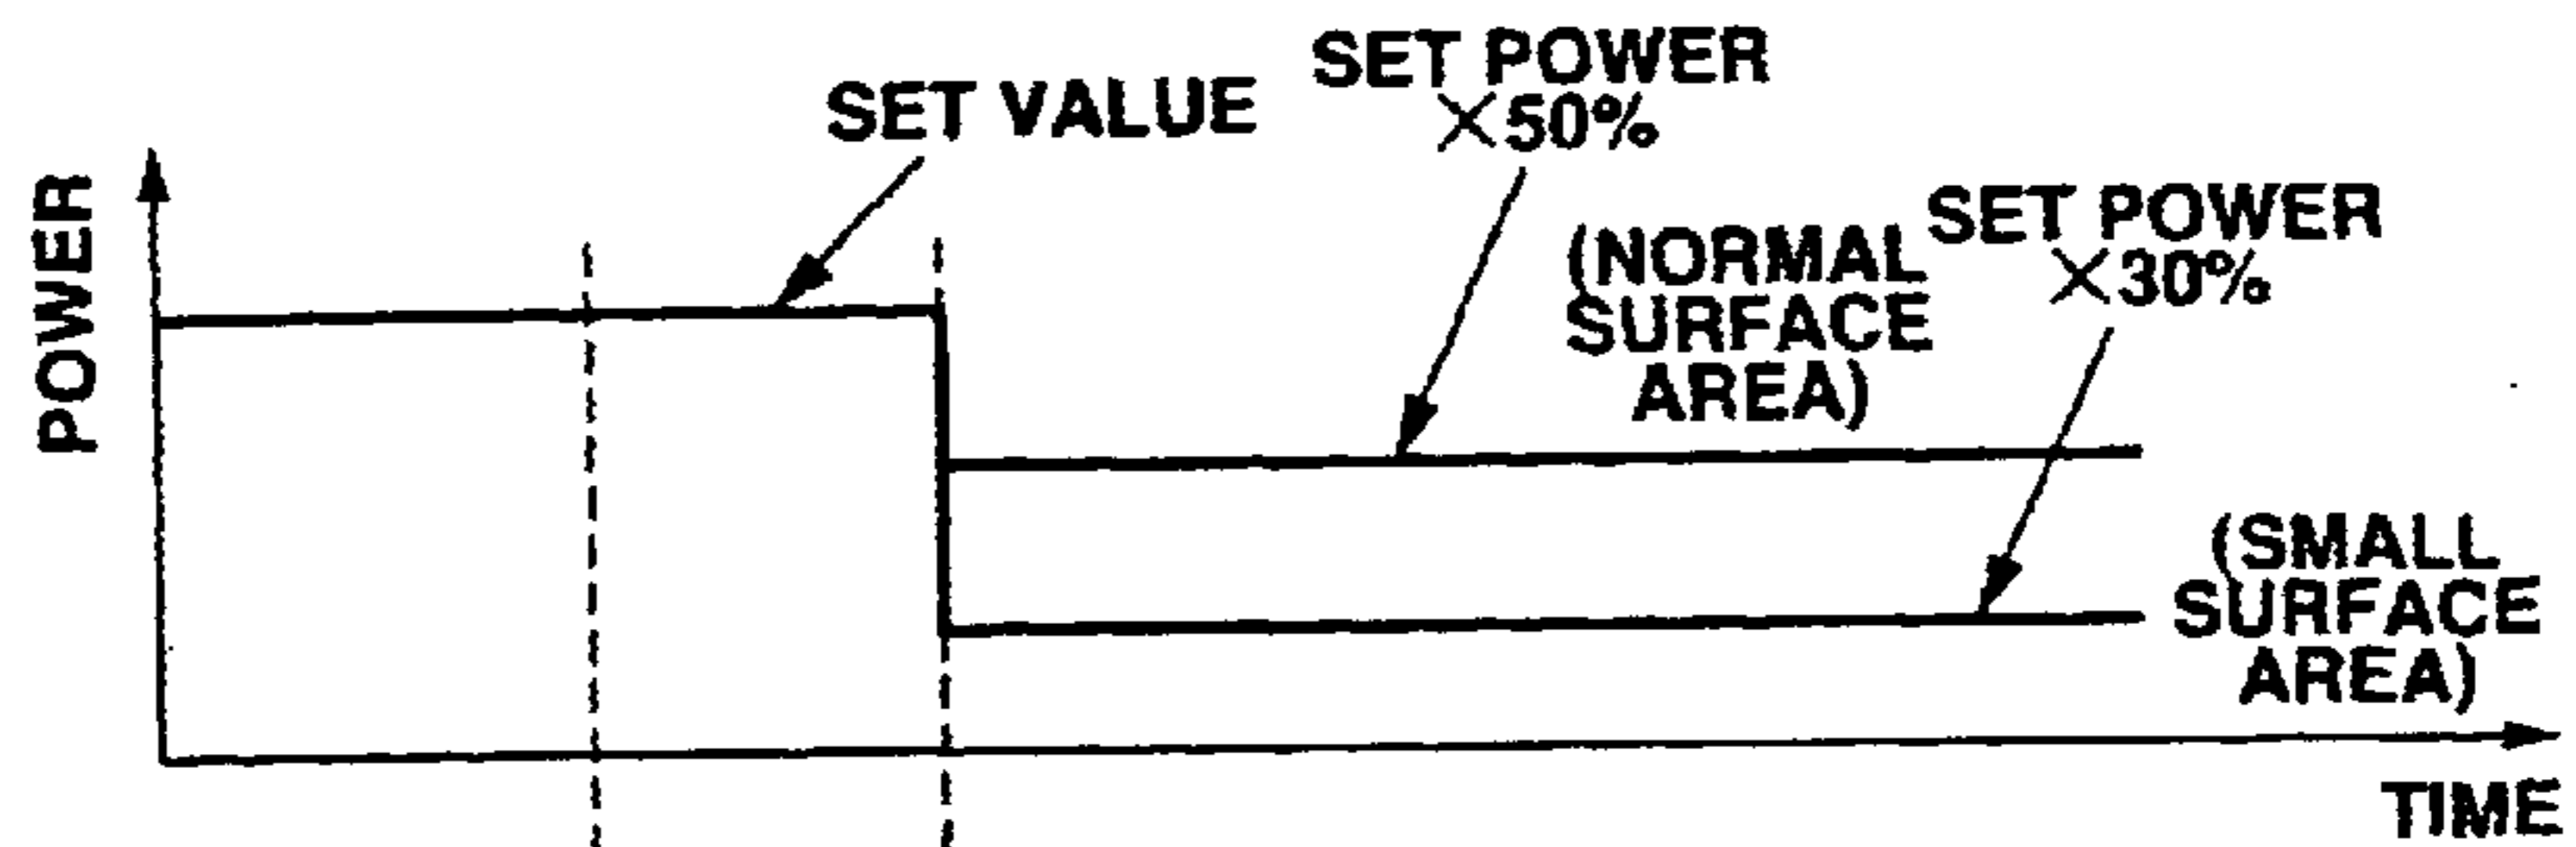 SET VALUE
SET POWER
×50%
(NORMAL
SURFACE
AREA)
SET POWER
×30%
(SMALL
SURFACE
AREA)
POWER
TIME